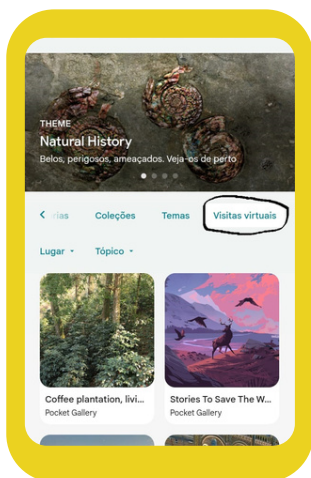 THEME
Natural History
Belos, perigosos, ameaçados. Veja-os de perto
ias Coleções Temas Visitas virtuais
Lugar Tópico
Coffee plantation, livi... Stories To Save The W...
Pocket Gallery Pocket Gallery